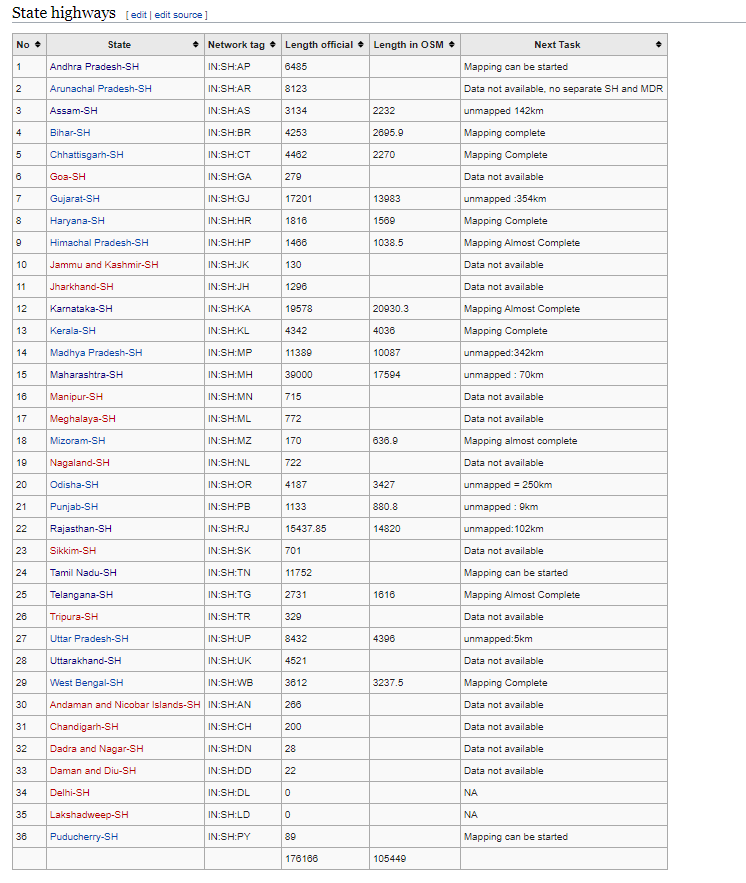 State highways [ edit | edit source ]
No State Network tag Length official Length in OSM Next Task
1 Andhra Pradesh-SH IN:SH:AP 6485 Mapping can be started
2 Arunachal Pradesh-SH IN:SH:AR 8123 Data not available, no separate SH and MDR
3 Assam-SH IN:SH:AS 3134 2232 unmapped 142km
4 Bihar-SH IN:SH:BR 4253 2695.9 Mapping complete
5 Chhattisgarh-SH IN:SH:CT 4462 2270 Mapping Complete
6 Goa-SH IN:SH:GA 279 Data not available
7 Gujarat-SH IN:SH:GJ 17201 13983 unmapped :354km
8 Haryana-SH IN:SH:HR 1816 1569 Mapping Complete
9 Himachal Pradesh-SH IN:SH:HP 1466 1038.5 Mapping Almost Complete
10 Jammu and Kashmir-SH IN:SH:JK 130 Data not available
11 Jharkhand-SH IN:SH:JH 1296 Data not available
12 Karnataka-SH IN:SH:KA 19578 20930.3 Mapping Almost Complete
13 Kerala-SH IN:SH:KL 4342 4036 Mapping Complete
14 Madhya Pradesh-SH IN:SH:MP 11389 10087 unmapped:342km
15 Maharashtra-SH IN:SH:MH 39000 17594 unmapped : 70km
16 Manipur-SH IN:SH:MN 715 Data not available
17 Meghalaya-SH IN:SH:ML 772 Data not available
18 Mizoram-SH IN:SH:MZ 170 636.9 Mapping almost complete
19 Nagaland-SH IN:SH:NL 722 Data not available
20 Odisha-SH IN:SH:OR 4187 3427 unmapped = 250km
21 Punjab-SH IN:SH:PB 1133 880.8 unmapped : 9km
22 Rajasthan-SH IN:SH:RJ 15437.85 14820 unmapped:102km
23 Sikkim-SH IN:SH:SK 701 Data not available
24 Tamil Nadu-SH IN:SH:TN 11752 Mapping can be started
25 Telangana-SH IN:SH:TG 2731 1616 Mapping Almost Complete
26 Tripura-SH IN:SH:TR 329 Data not available
27 Uttar Pradesh-SH IN:SH:UP 8432 4396 unmapped:5km
28 Uttarakhand-SH IN:SH:UK 4521 Data not available
29 West Bengal-SH IN:SH:WB 3612 3237.5 Mapping Complete
30 Andaman and Nicobar Islands-SH IN:SH:AN 266 Data not available
31 Chandigarh-SH IN:SH:CH 200 Data not available
32 Dadra and Nagar-SH IN:SH:DN 28 Data not available
33 Daman and Diu-SH IN:SH:DD 22 Data not available
34 Delhi-SH IN:SH:DL 0 NA
35 Lakshadweep-SH IN:SH:LD 0 NA
36 Puducherry-SH IN:SH:PY 89 Mapping can be started
176166 105449